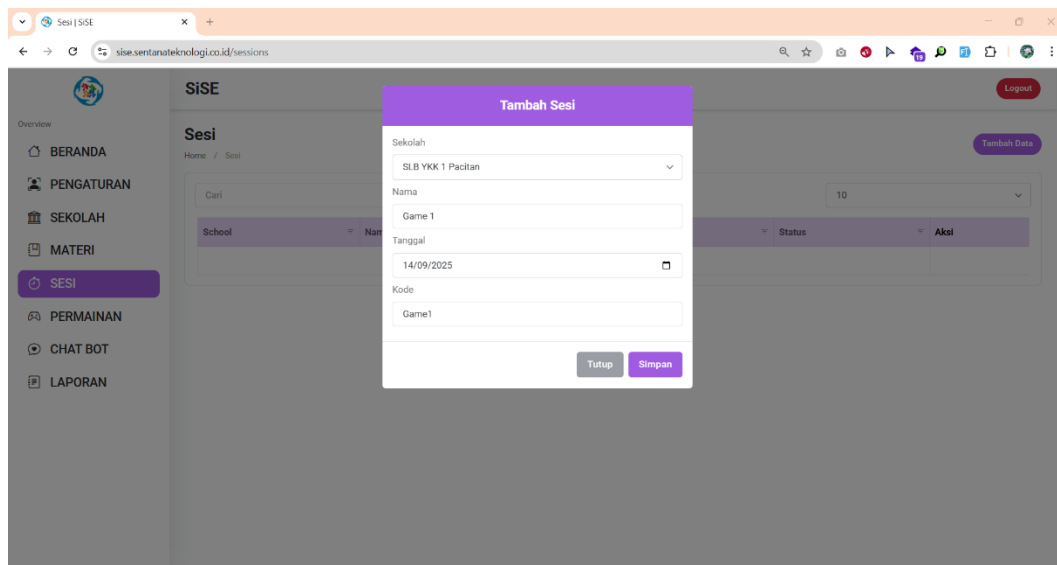 Sesi | SiSE
sise.sentanateknologi.co.id/sessions
19
SiSE
Logout
Overview
BERANDA
PENGATURAN
SEKOLAH
MATERI
SESI
PERMAINAN
CHAT BOT
LAPORAN
Sesi
Home / Sesi
Tambah Data
Cari
10
School
Nam
Status
Aksi
Tambah Sesi
Sekolah
SLB YKK 1 Pacitan
Nama
Game 1
Tanggal
14/09/2025
Kode
Game1
Tutup
Simpan